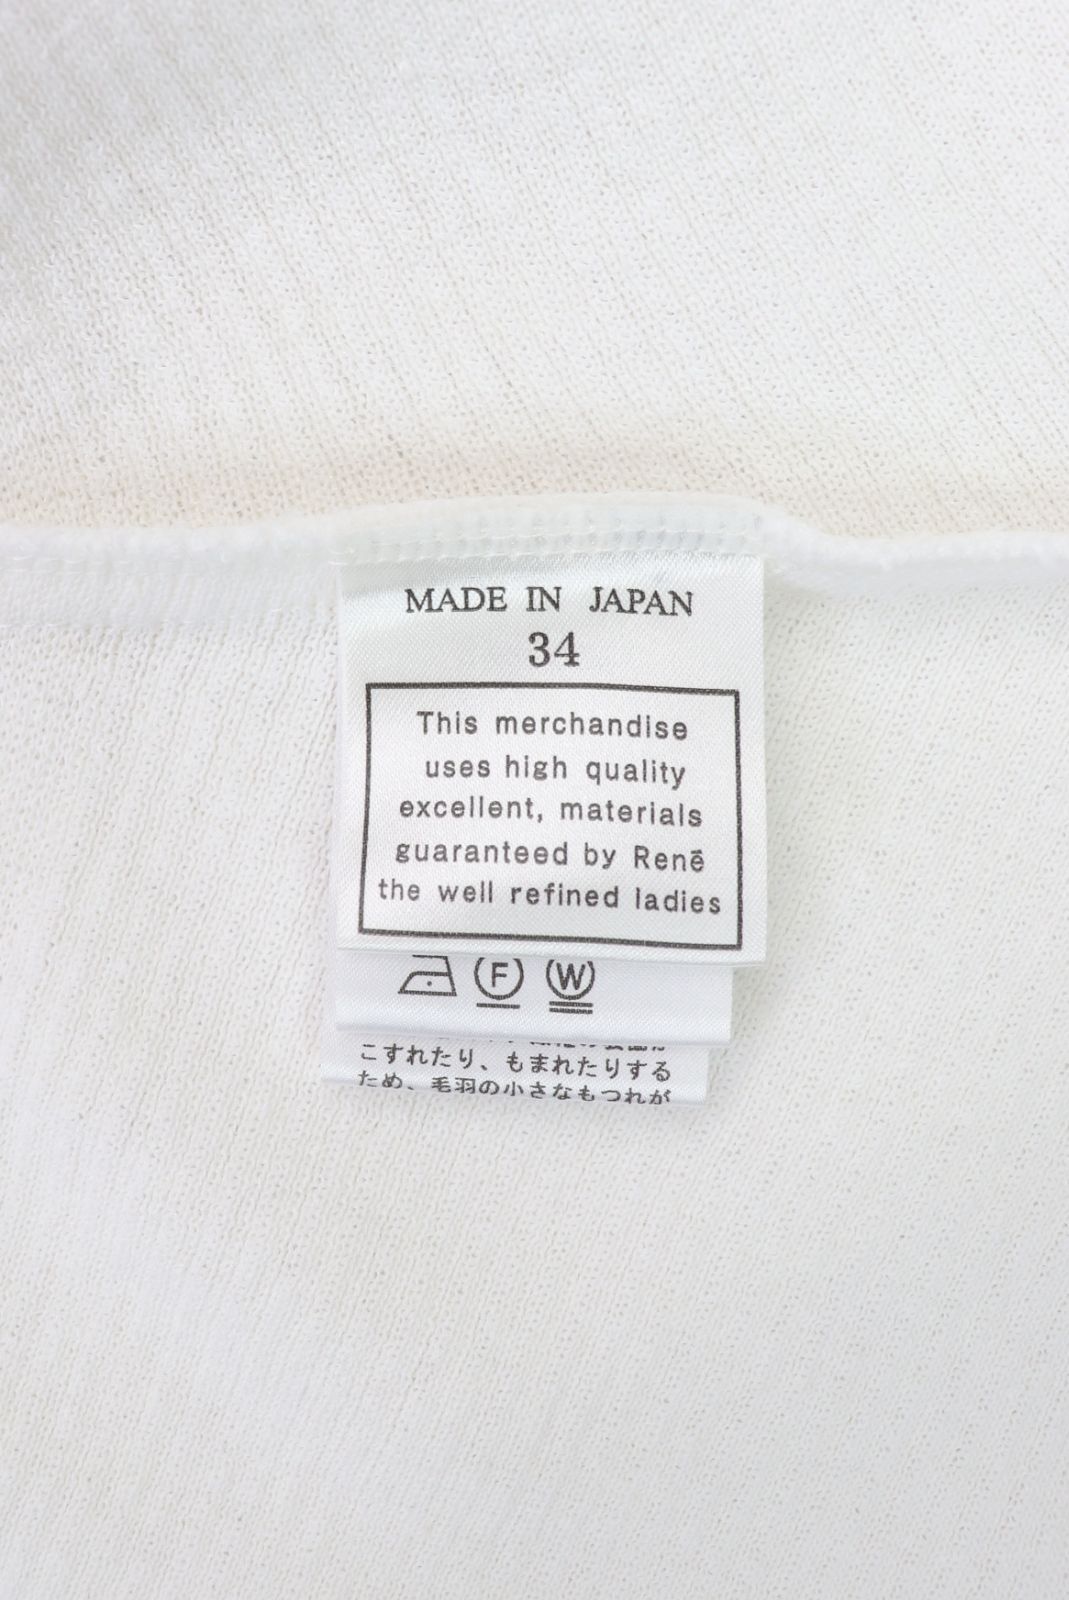 MADE IN JAPAN
34
This merchandise
uses high quality
excellent, materials
guaranteed by Renē
the well refined ladies
F W
こすれたり、もまれたりする
ため、毛羽の小さなもつれが